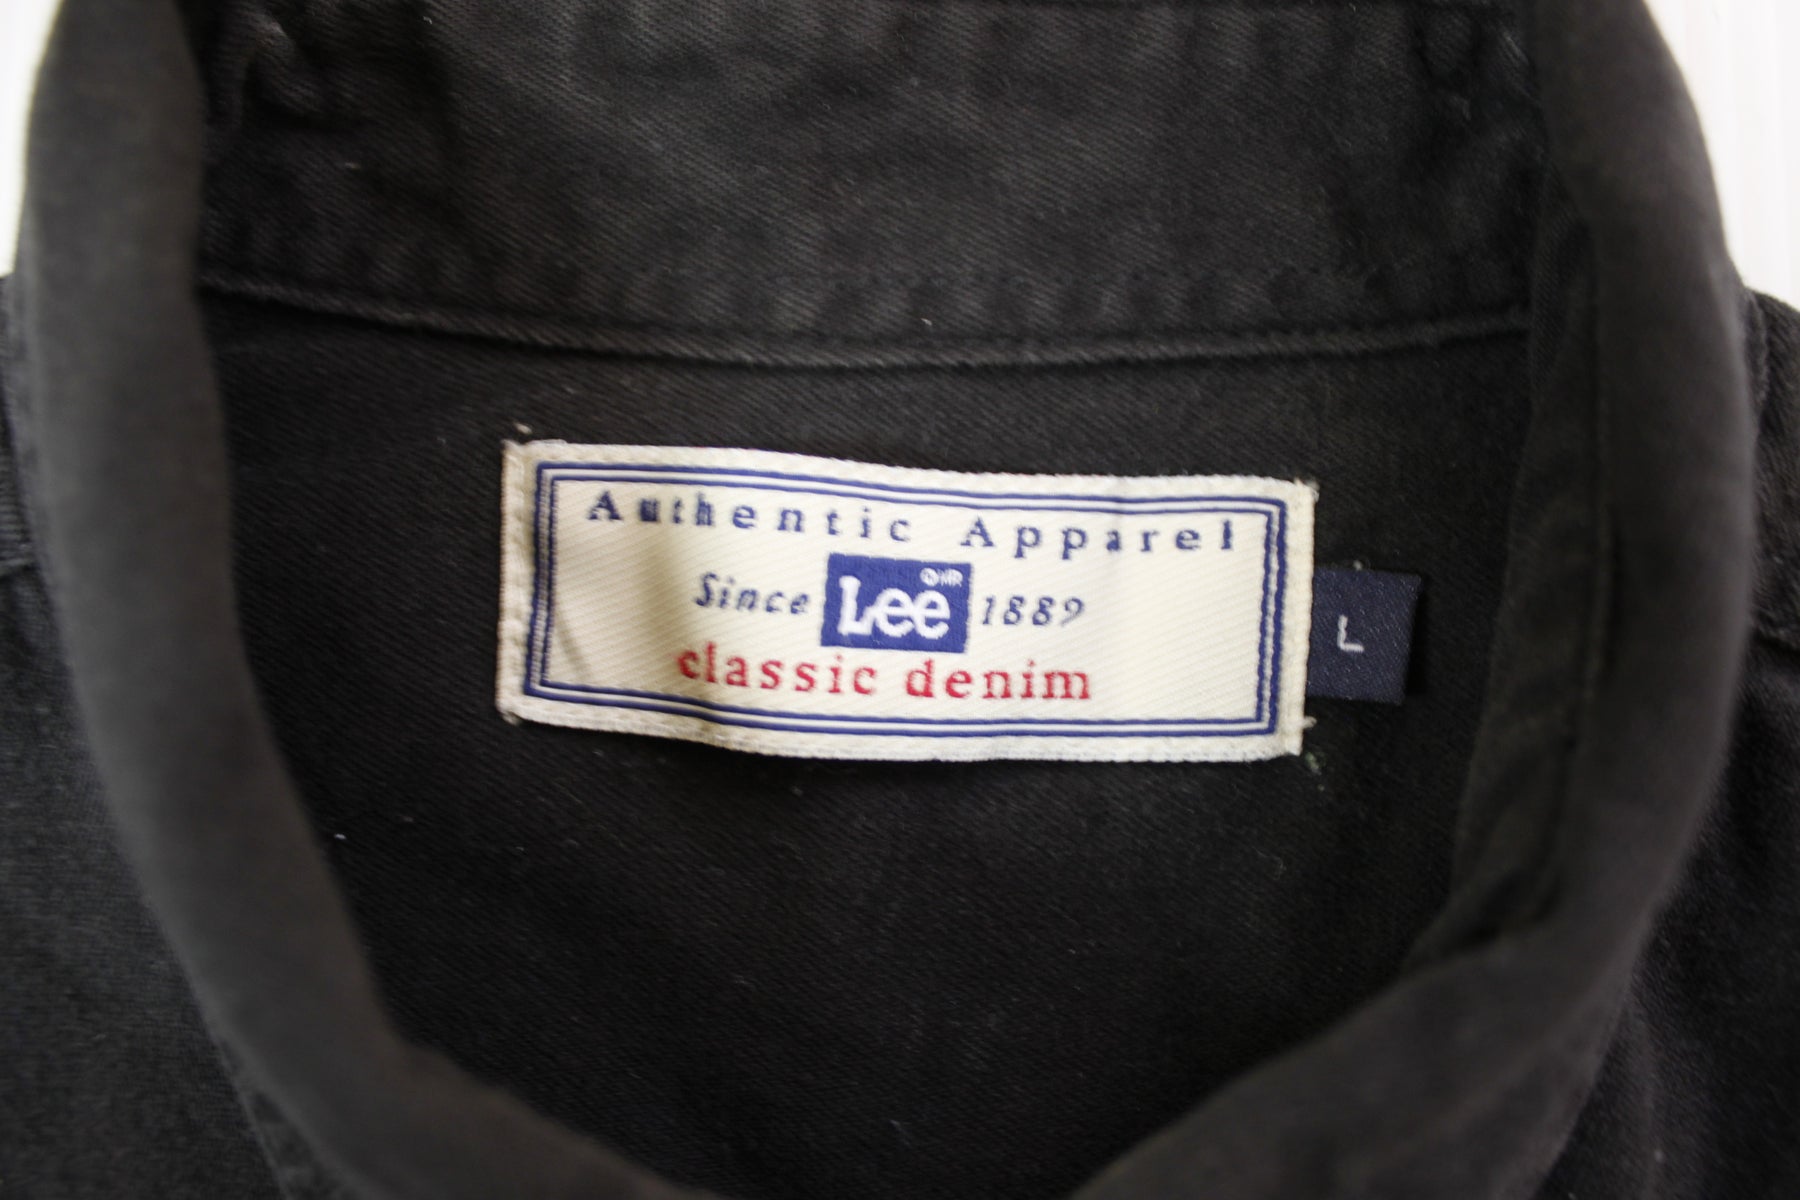 Authentic Apparel
Since Lee 1889
classic denim
L